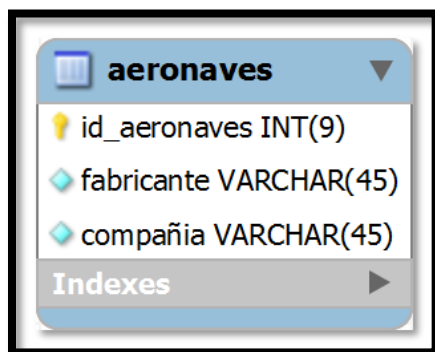 aeronaves
id_aeronaves INT(9)
fabricante VARCHAR(45)
compañia VARCHAR(45)
Indexes